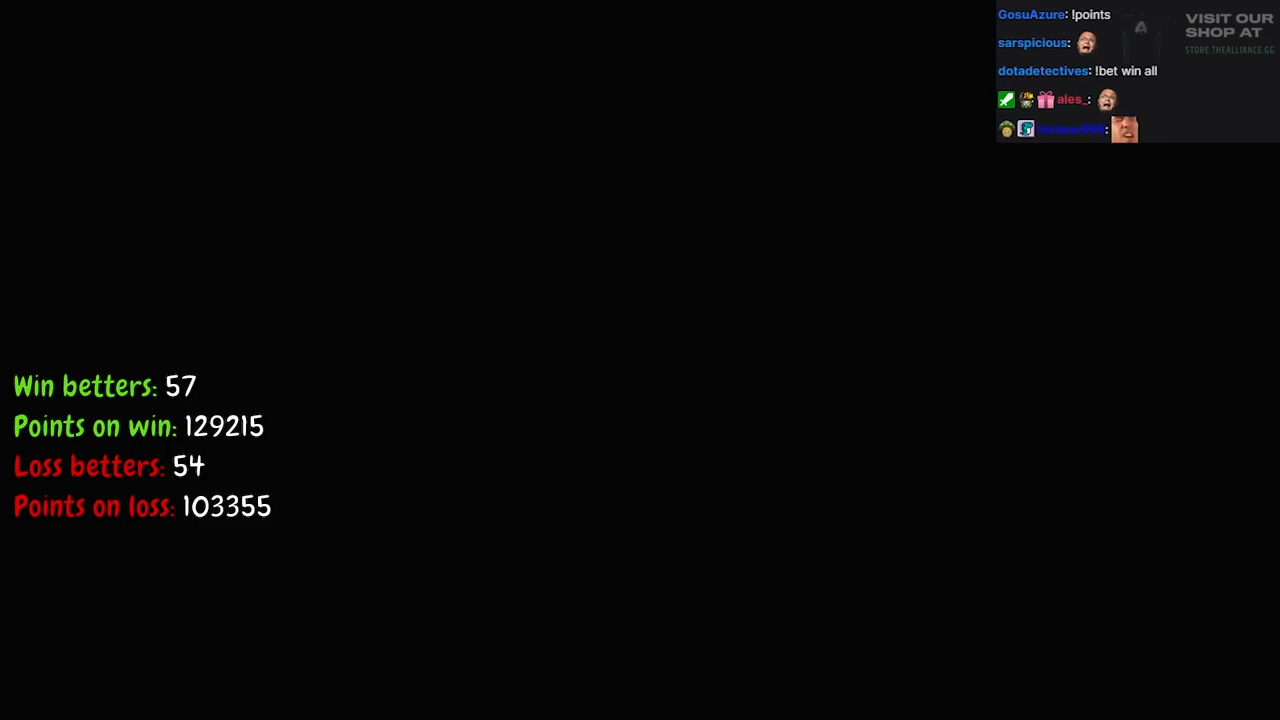 GosuAzure: !points
sarspicious:
dotadetectives: !bet win all
ales_:
VISIT OUR
SHOP AT
STORE.THEALLIANCE.GG
Win betters: 57
Points on win: 129215
Loss betters: 54
Points on loss: 103355